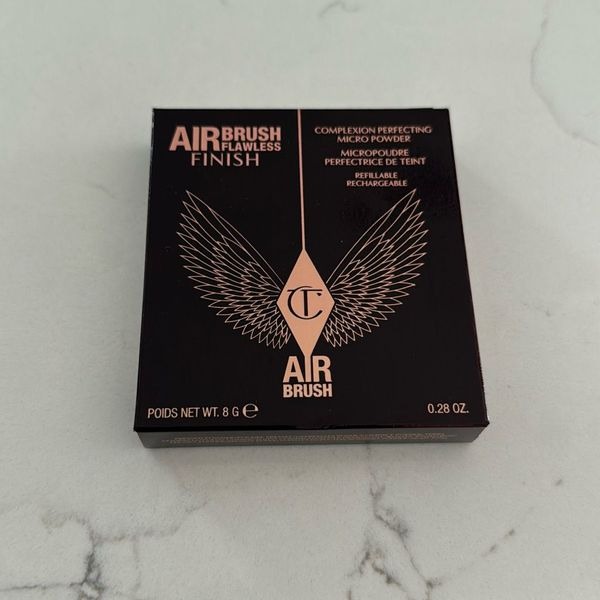 AIRBRUSH
FLAWLESS
FINISH
COMPLEXION PERFECTING
MICRO POWDER
MICROPOUDRE
PERFECTRICE DE TEINT
REFILLABLE
RECHARGEABLE
CT
AIR
BRUSH
POIDS NET WT. 8 G ℮
0.28 OZ.